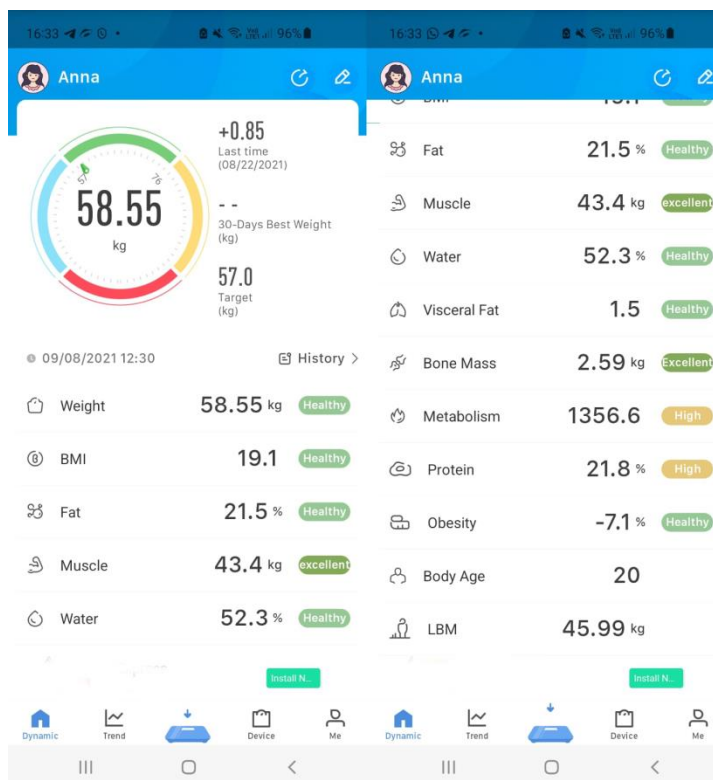 16:33
96%
Anna
+0.85
Last time
(08/22/2021)
57
76
58.55
kg
- -
30-Days Best Weight
(kg)
57.0
Target
(kg)
09/08/2021 12:30
History >
Weight 58.55 kg Healthy
BMI 19.1 Healthy
Fat 21.5 % Healthy
Muscle 43.4 kg excellent
Water 52.3 % Healthy
Install N...
Dynamic Trend Device Me
16:33
96%
Anna
BMI 19.1
Fat 21.5 % Healthy
Muscle 43.4 kg excellent
Water 52.3 % Healthy
Visceral Fat 1.5 Healthy
Bone Mass 2.59 kg Excellent
Metabolism 1356.6 High
Protein 21.8 % High
Obesity -7.1 % Healthy
Body Age 20
LBM 45.99 kg
Install N...
Dynamic Trend Device Me